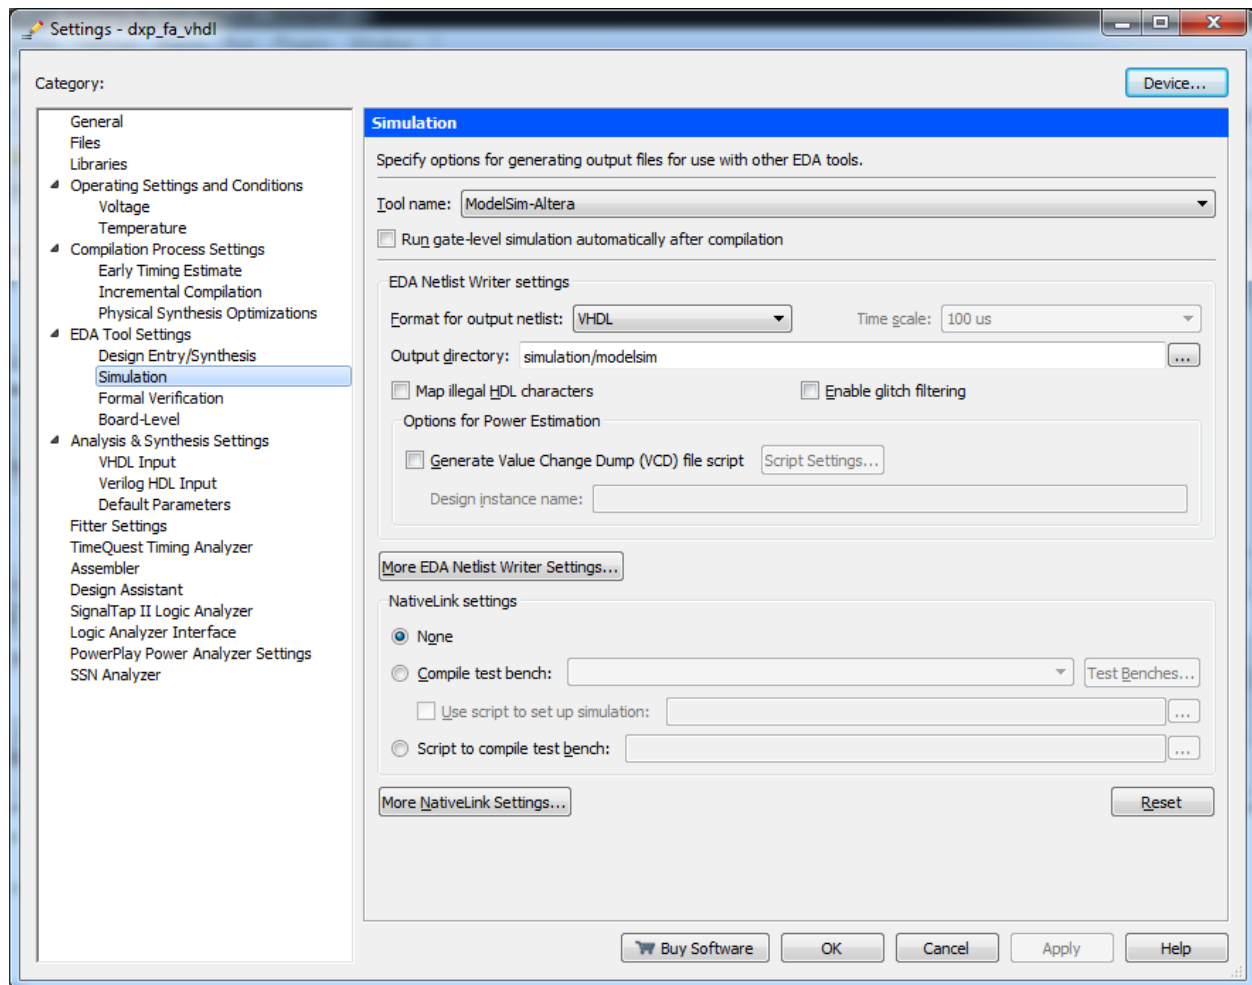 Settings - dxp_fa_vhdl
Category:
Device...
General
Files
Libraries
Operating Settings and Conditions
Voltage
Temperature
Compilation Process Settings
Early Timing Estimate
Incremental Compilation
Physical Synthesis Optimizations
EDA Tool Settings
Design Entry/Synthesis
Simulation
Formal Verification
Board-Level
Analysis & Synthesis Settings
VHDL Input
Verilog HDL Input
Default Parameters
Fitter Settings
TimeQuest Timing Analyzer
Assembler
Design Assistant
SignalTap II Logic Analyzer
Logic Analyzer Interface
PowerPlay Power Analyzer Settings
SSN Analyzer
Simulation
Specify options for generating output files for use with other EDA tools.
Tool name: ModelSim-Altera
Run gate-level simulation automatically after compilation
EDA Netlist Writer settings
Format for output netlist: VHDL Time scale: 100 us
Output directory: simulation/modelsim ...
Map illegal HDL characters Enable glitch filtering
Options for Power Estimation
Generate Value Change Dump (VCD) file script Script Settings...
Design instance name:
More EDA Netlist Writer Settings...
NativeLink settings
None
Compile test bench: Test Benches...
Use script to set up simulation: ...
Script to compile test bench: ...
More NativeLink Settings... Reset
Buy Software OK Cancel Apply Help